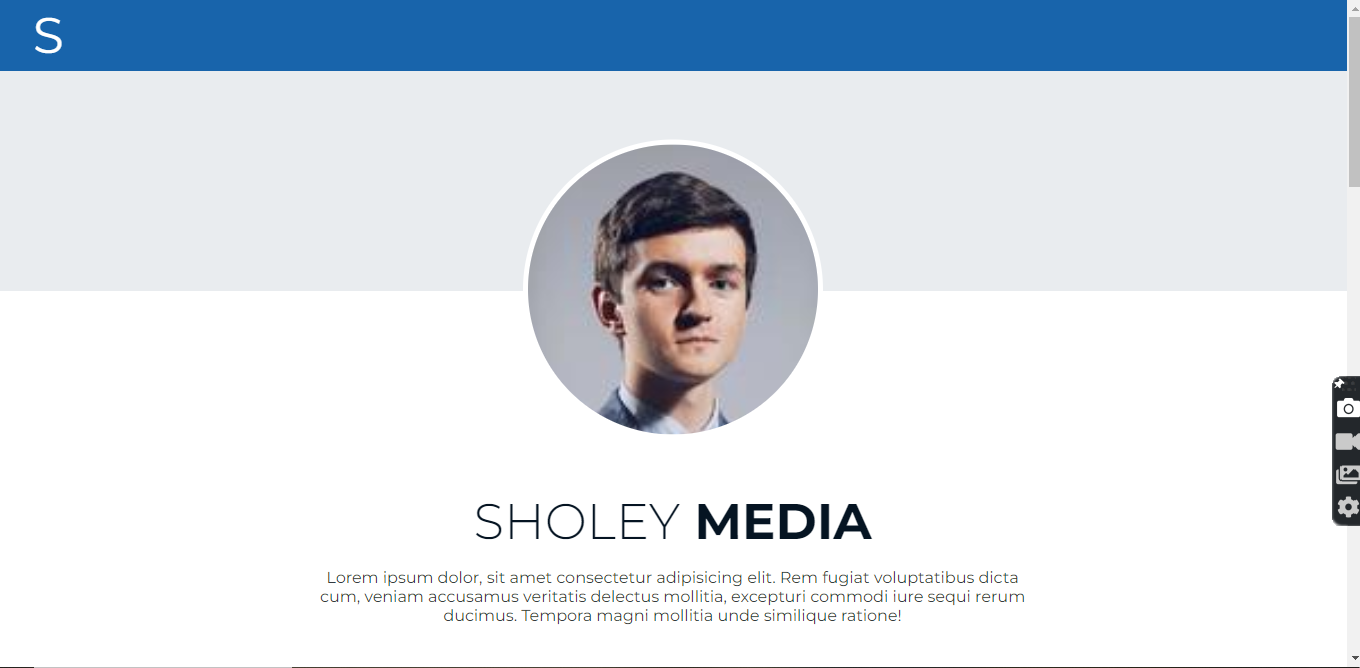 S
SHOLEY MEDIA
Lorem ipsum dolor, sit amet consectetur adipisicing elit. Rem fugiat voluptatibus dicta
cum, veniam accusamus veritatis delectus mollitia, excepturi commodi iure sequi rerum
ducimus. Tempora magni mollitia unde similique ratione!